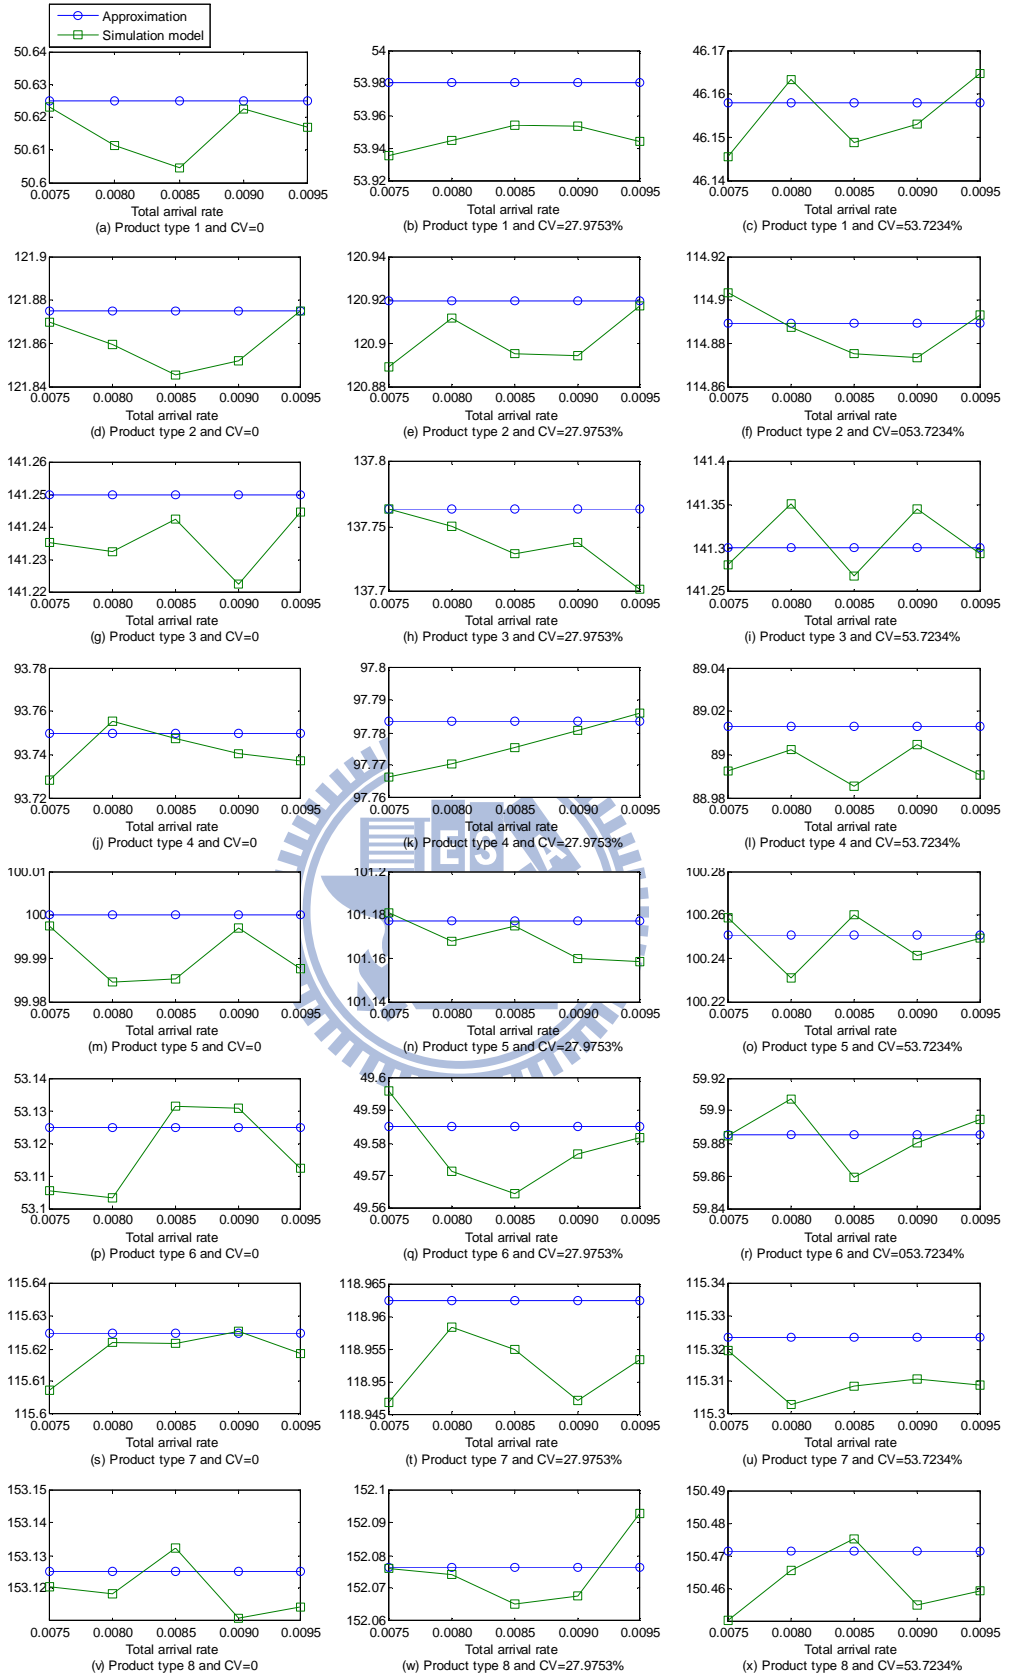 Approximation
Simulation model
50.64
50.63
50.62
50.61
50.6
0.0075 0.0080 0.0085 0.0090 0.0095
Total arrival rate
(a) Product type 1 and CV=0
54
53.98
53.96
53.94
53.92
0.0075 0.0080 0.0085 0.0090 0.0095
Total arrival rate
(b) Product type 1 and CV=27.9753%
46.17
46.16
46.15
46.14
0.0075 0.0080 0.0085 0.0090 0.0095
Total arrival rate
(c) Product type 1 and CV=53.7234%
121.9
121.88
121.86
121.84
0.0075 0.0080 0.0085 0.0090 0.0095
Total arrival rate
(d) Product type 2 and CV=0
120.94
120.92
120.9
120.88
0.0075 0.0080 0.0085 0.0090 0.0095
Total arrival rate
(e) Product type 2 and CV=27.9753%
114.92
114.9
114.88
114.86
0.0075 0.0080 0.0085 0.0090 0.0095
Total arrival rate
(f) Product type 2 and CV=053.7234%
141.26
141.25
141.24
141.23
141.22
0.0075 0.0080 0.0085 0.0090 0.0095
Total arrival rate
(g) Product type 3 and CV=0
137.8
137.75
137.7
0.0075 0.0080 0.0085 0.0090 0.0095
Total arrival rate
(h) Product type 3 and CV=27.9753%
141.4
141.35
141.3
141.25
0.0075 0.0080 0.0085 0.0090 0.0095
Total arrival rate
(i) Product type 3 and CV=53.7234%
93.78
93.76
93.74
93.72
0.0075 0.0080 0.0085 0.0090 0.0095
Total arrival rate
(j) Product type 4 and CV=0
97.8
97.79
97.78
97.77
97.76
0.0075 0.0080 0.0085 0.0090 0.0095
Total arrival rate
(k) Product type 4 and CV=27.9753%
89.04
89.02
89
88.98
0.0075 0.0080 0.0085 0.0090 0.0095
Total arrival rate
(l) Product type 4 and CV=53.7234%
E S A
100.01
100
99.99
99.98
0.0075 0.0080 0.0085 0.0090 0.0095
Total arrival rate
(m) Product type 5 and CV=0
101.2
101.18
101.16
101.14
0.0075 0.0080 0.0085 0.0090 0.0095
Total arrival rate
(n) Product type 5 and CV=27.9753%
100.28
100.26
100.24
100.22
0.0075 0.0080 0.0085 0.0090 0.0095
Total arrival rate
(o) Product type 5 and CV=53.7234%
53.14
53.13
53.12
53.11
53.1
0.0075 0.0080 0.0085 0.0090 0.0095
Total arrival rate
(p) Product type 6 and CV=0
49.6
49.59
49.58
49.57
49.56
0.0075 0.0080 0.0085 0.0090 0.0095
Total arrival rate
(q) Product type 6 and CV=27.9753%
59.92
59.9
59.88
59.86
59.84
0.0075 0.0080 0.0085 0.0090 0.0095
Total arrival rate
(r) Product type 6 and CV=053.7234%
115.64
115.63
115.62
115.61
115.6
0.0075 0.0080 0.0085 0.0090 0.0095
Total arrival rate
(s) Product type 7 and CV=0
118.965
118.96
118.955
118.95
118.945
0.0075 0.0080 0.0085 0.0090 0.0095
Total arrival rate
(t) Product type 7 and CV=27.9753%
115.34
115.33
115.32
115.31
115.3
0.0075 0.0080 0.0085 0.0090 0.0095
Total arrival rate
(u) Product type 7 and CV=53.7234%
153.15
153.14
153.13
153.12
0.0075 0.0080 0.0085 0.0090 0.0095
Total arrival rate
(v) Product type 8 and CV=0
152.1
152.09
152.08
152.07
152.06
0.0075 0.0080 0.0085 0.0090 0.0095
Total arrival rate
(w) Product type 8 and CV=27.9753%
150.49
150.48
150.47
150.46
0.0075 0.0080 0.0085 0.0090 0.0095
Total arrival rate
(x) Product type 8 and CV=53.7234%